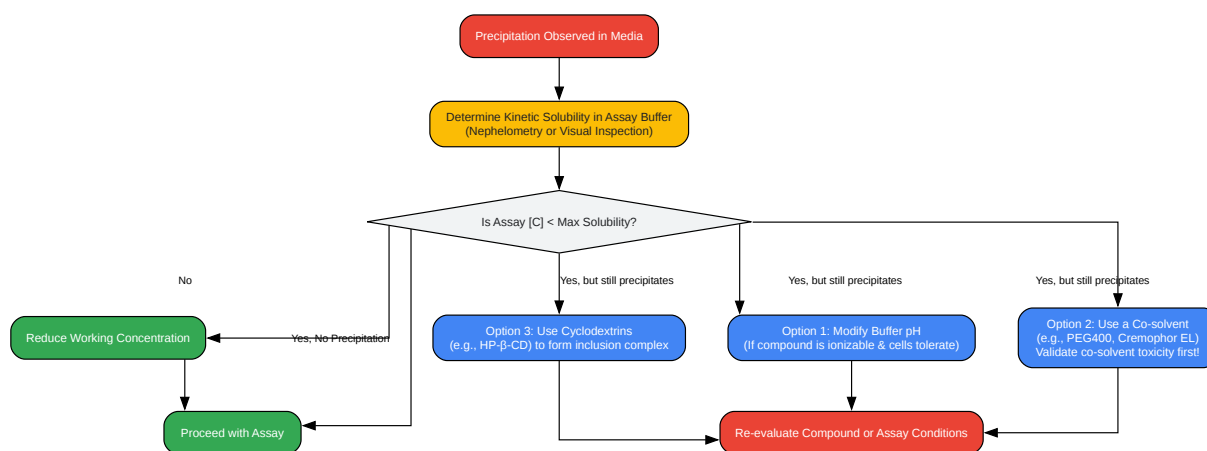 Precipitation Observed in Media
Determine Kinetic Solubility in Assay Buffer
(Nephelometry or Visual Inspection)
Is Assay [C] < Max Solubility?
No
Yes, but still precipitates
Yes, but still precipitates
Yes, but still precipitates
Reduce Working Concentration
Yes, No Precipitation
Option 3: Use Cyclodextrins
(e.g., HP-β-CD) to form inclusion complex
Option 1: Modify Buffer pH
(If compound is ionizable & cells tolerate)
Option 2: Use a Co-solvent
(e.g., PEG400, Cremophor EL)
Validate co-solvent toxicity first!
Proceed with Assay
Re-evaluate Compound or Assay Conditions